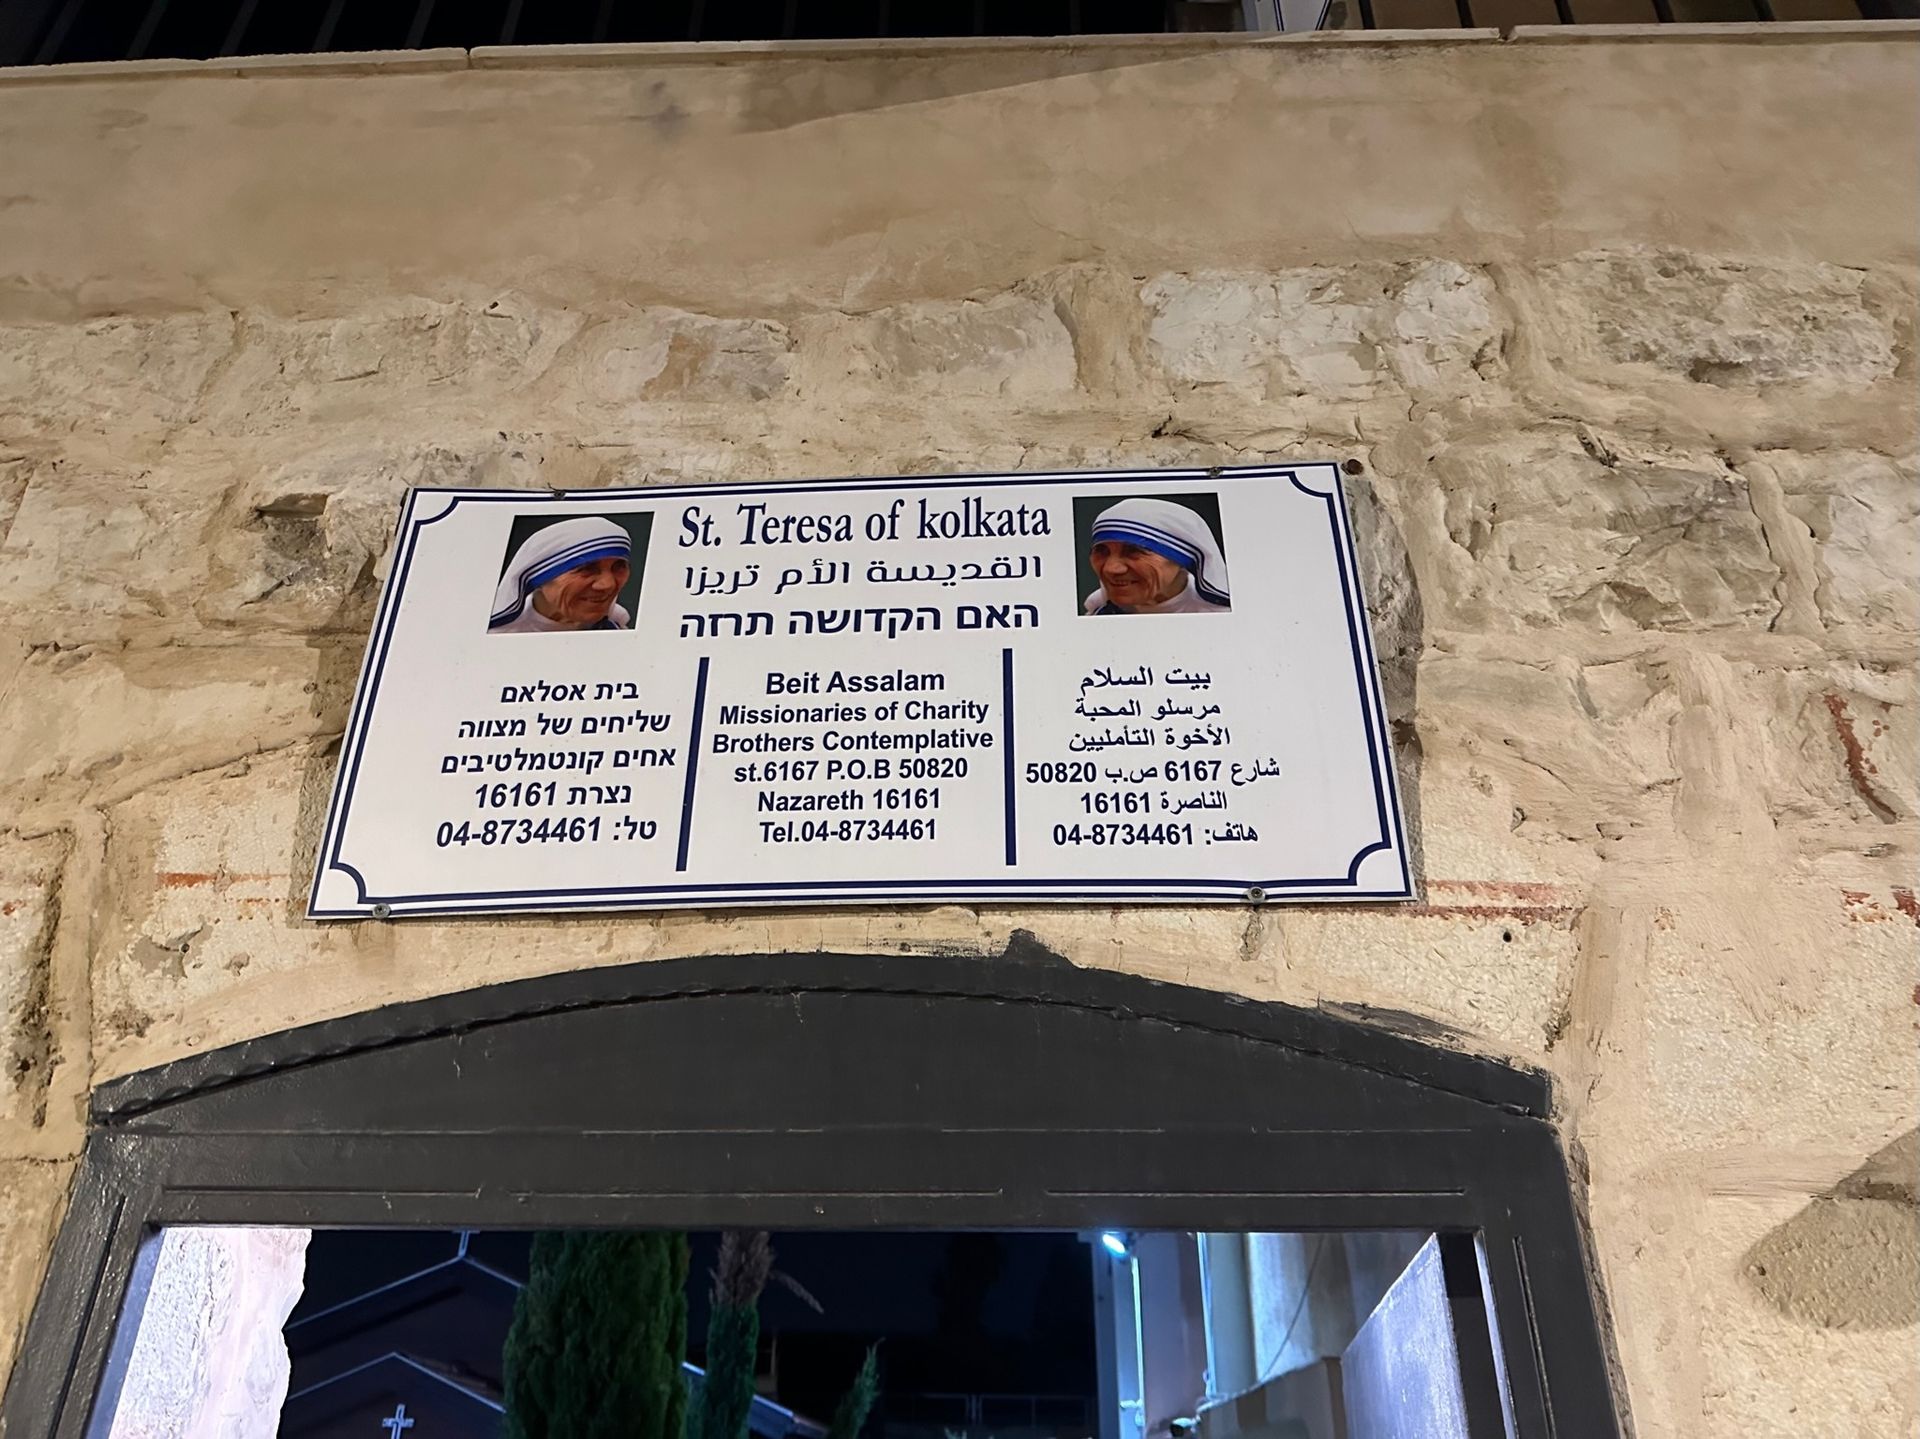 St. Teresa of kolkata
القديسة الأم تريزا
האם הקדושה תרזה
בית אסלאם
שליחים של מצווה
אחים קונטמלטיבים
נצרת 16161
טל: 04-8734461
Beit Assalam
Missionaries of Charity
Brothers Contemplative
st.6167 P.O.B 50820
Nazareth 16161
Tel.04-8734461
بيت السلام
مرسلو المحبة
الأخوة التأمليين
شارع 6167 ص.ب 50820
الناصرة 16161
هاتف: 04-8734461